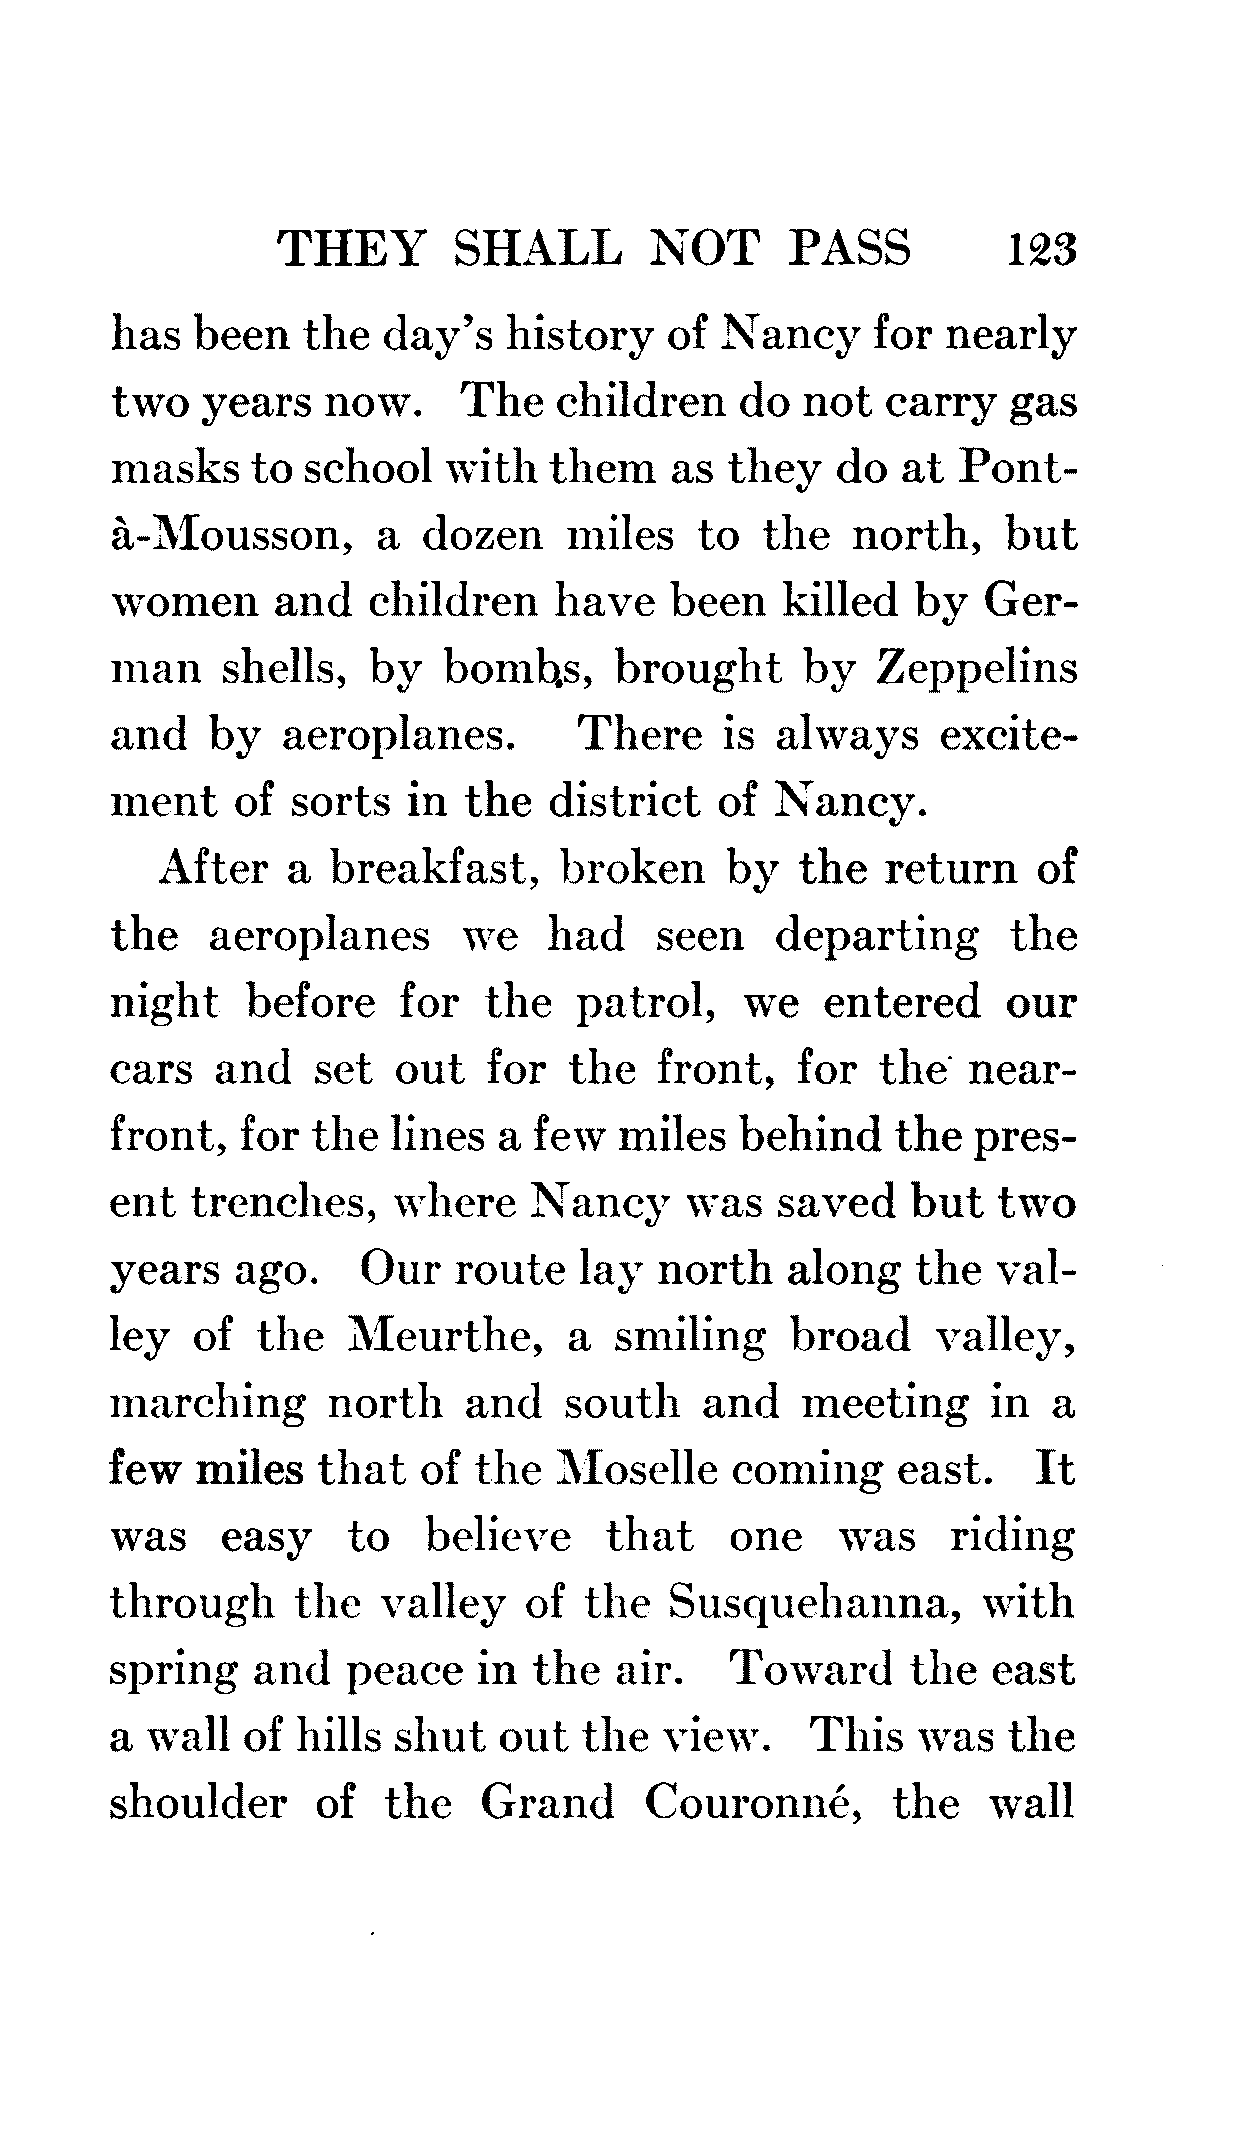 THEY SHALL NOT PASS 123
has been the day's history of Nancy for nearly
two years now. The children do not carry gas
masks to school with them as they do at Pont-
à-Mousson, a dozen miles to the north, but
women and children have been killed by Ger-
man shells, by bombs, brought by Zeppelins
and by aeroplanes. There is always excite-
ment of sorts in the district of Nancy.
After a breakfast, broken by the return of
the aeroplanes we had seen departing the
night before for the patrol, we entered our
cars and set out for the front, for the near-
front, for the lines a few miles behind the pres-
ent trenches, where Nancy was saved but two
years ago. Our route lay north along the val-
ley of the Meurthe, a smiling broad valley,
marching north and south and meeting in a
few miles that of the Moselle coming east. It
was easy to believe that one was riding
through the valley of the Susquehanna, with
spring and peace in the air. Toward the east
a wall of hills shut out the view. This was the
shoulder of the Grand Couronné, the wall